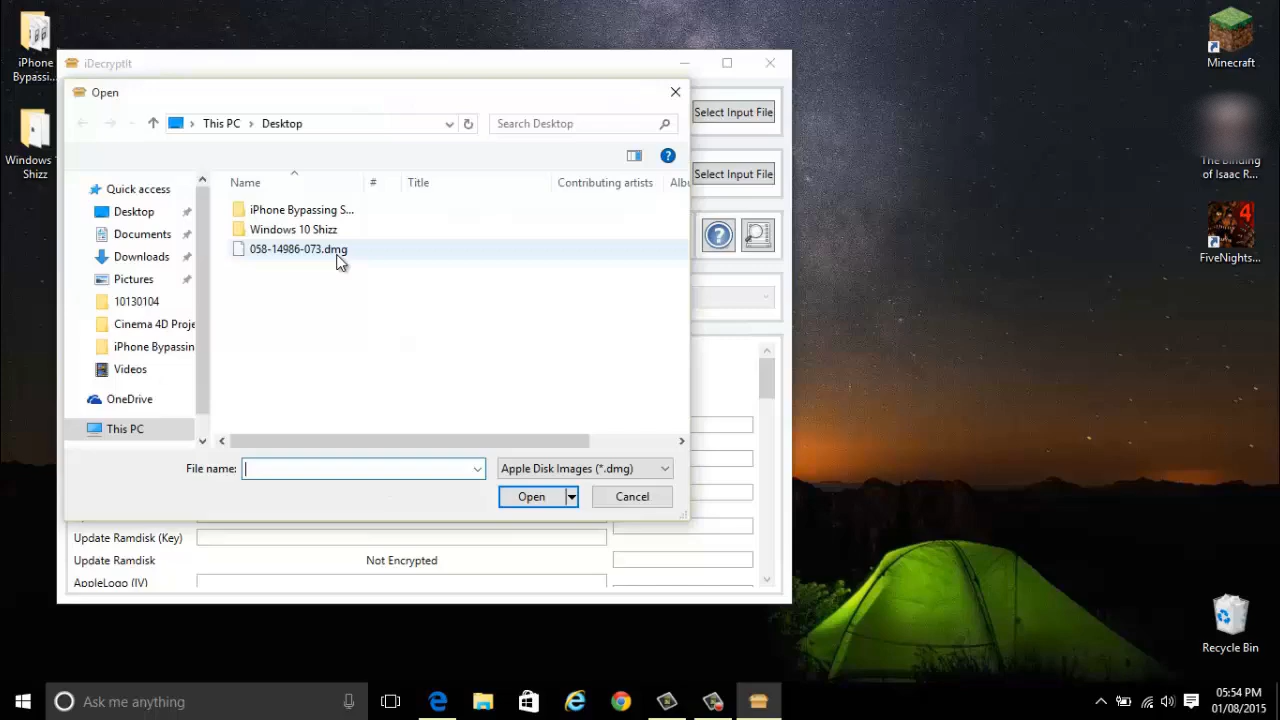 iPhone
Bypassi...
Windows
Shizz
iDecryptIt
Open
This PC > Desktop
Search Desktop
Name
#
Title
Contributing artists
Albu
Quick access
Desktop
Documents
Downloads
Pictures
10130104
Cinema 4D Proje
iPhone Bypassin
Videos
OneDrive
This PC
iPhone Bypassing S...
Windows 10 Shizz
058-14986-073.dmg
File name:
Apple Disk Images (*.dmg)
Open
Cancel
Select Input File
Select Input File
Update Ramdisk (Key)
Update Ramdisk
Not Encrypted
AppleLogo (IV)
Minecraft
The Binding
of Isaac R...
4
FiveNights...
Recycle Bin
Ask me anything
05:54 PM
01/08/2015